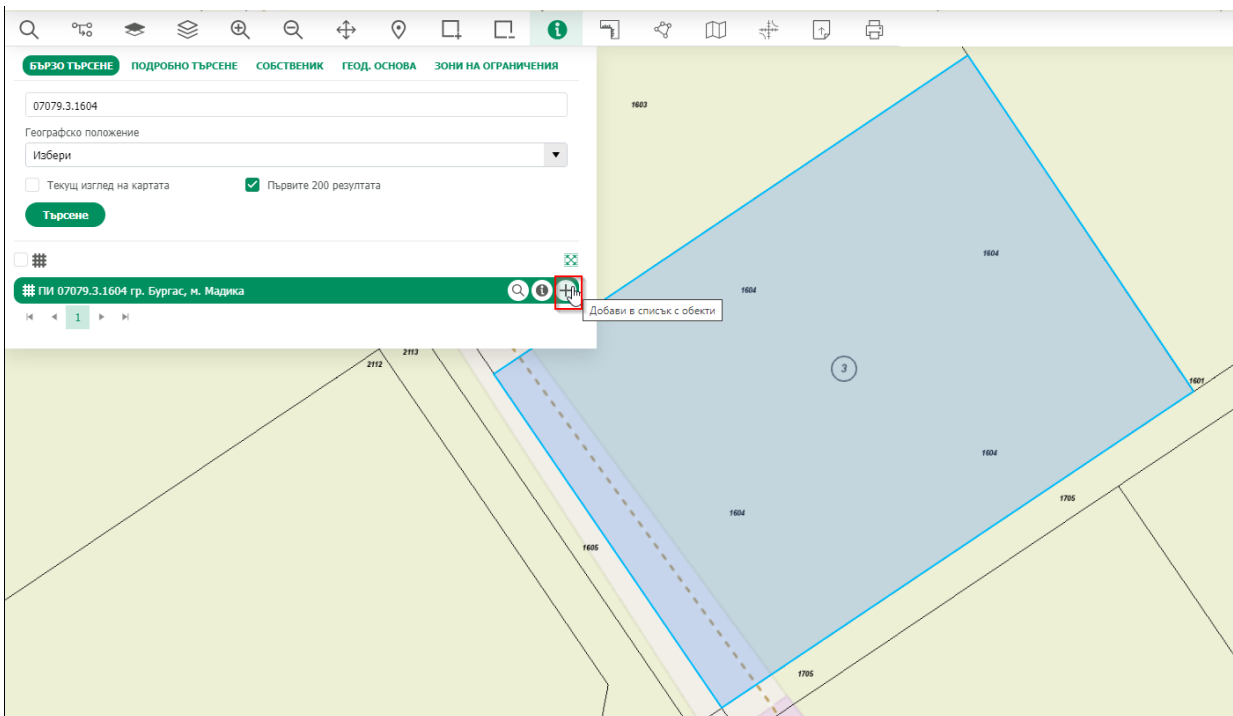 БЪРЗО ТЪРСЕНЕ ПОДРОБНО ТЪРСЕНЕ СОБСТВЕНИК ГЕОД. ОСНОВА ЗОНИ НА ОГРАНИЧЕНИЯ
07079.3.1604
Географско положение
Избери
Текущ изглед на картата Първите 200 резултата
Търсене
ПИ 07079.3.1604 гр. Бургас, м. Мадика
1
Добави в списък с обекти
1603
1604
1604
2113
2112
3
1601
1604
1705
1604
1605
1705